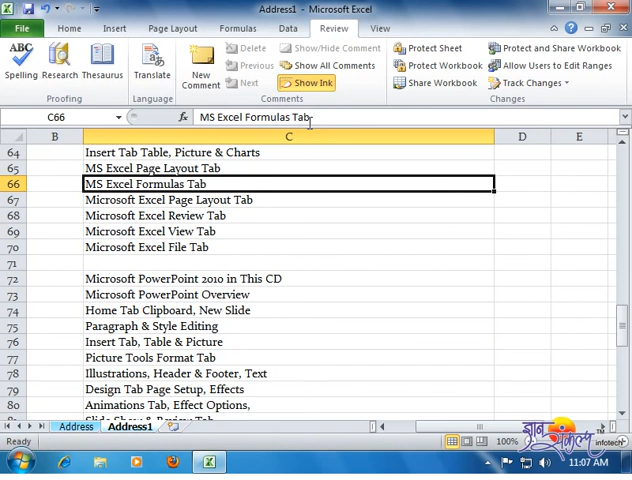 Address1 - Microsoft Excel
File Home Insert Page Layout Formulas Data Review View
ABC
Spelling Research Thesaurus
Proofing
Translate
Language
New Comment
Delete
Previous
Next
Show/Hide Comment
Show All Comments
Show Ink
Comments
Protect Sheet
Protect Workbook
Share Workbook
Protect and Share Workbook
Allow Users to Edit Ranges
Track Changes
Changes
C66 fx MS Excel Formulas Tab
B C D E
64 Insert Tab Table, Picture & Charts
65 MS Excel Page Layout Tab
66 MS Excel Formulas Tab
67 Microsoft Excel Page Layout Tab
68 Microsoft Excel Review Tab
69 Microsoft Excel View Tab
70 Microsoft Excel File Tab
71
72 Microsoft PowerPoint 2010 in This CD
73 Microsoft PowerPoint Overview
74 Home Tab Clipboard, New Slide
75 Paragraph & Style Editing
76 Insert Tab, Table & Picture
77 Picture Tools Format Tab
78 Illustrations, Header & Footer, Text
79 Design Tab Page Setup, Effects
80 Animations Tab, Effect Options,
81 Slide Show & Review Tab
Address Address1
Ready 100%
ज्ञान संकल्प
infotech
11:07 AM